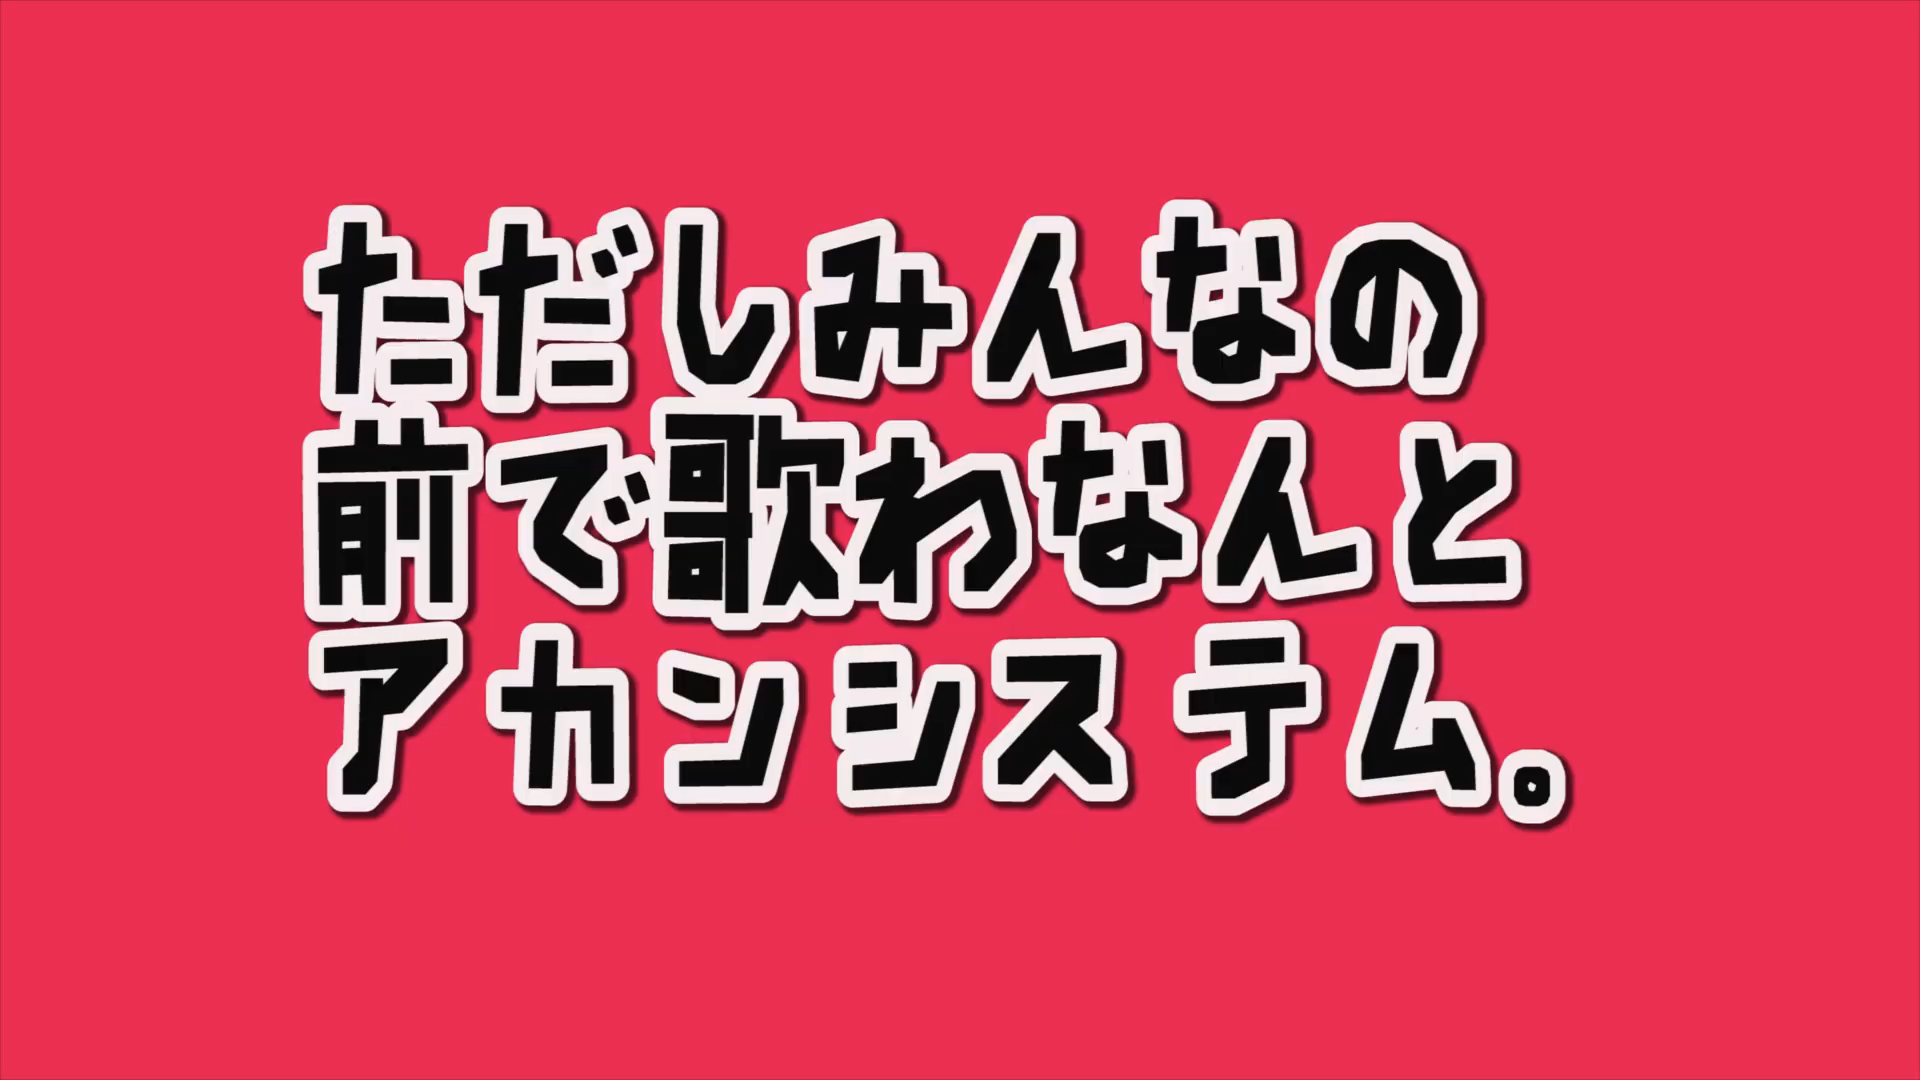 ただしみんなの
前で歌わなんと
アカンシステム。